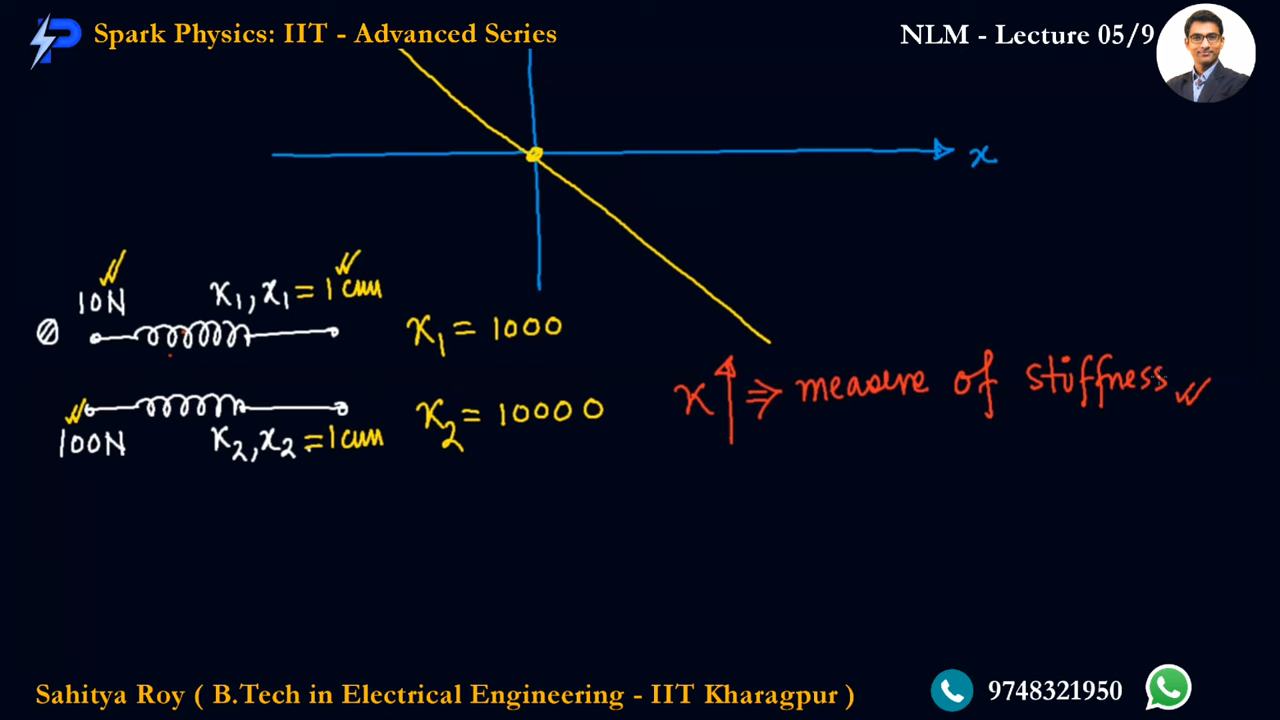 Spark Physics: IIT - Advanced Series
NLM - Lecture 05/9
x
10N
K₁, x₁ = 1 cm
K₁ = 1000
K ↑ ⇒ measure of stiffness
K₂ = 10000
100N
K₂, x₂ = 1 cm
Sahitya Roy ( B.Tech in Electrical Engineering - IIT Kharagpur )
9748321950